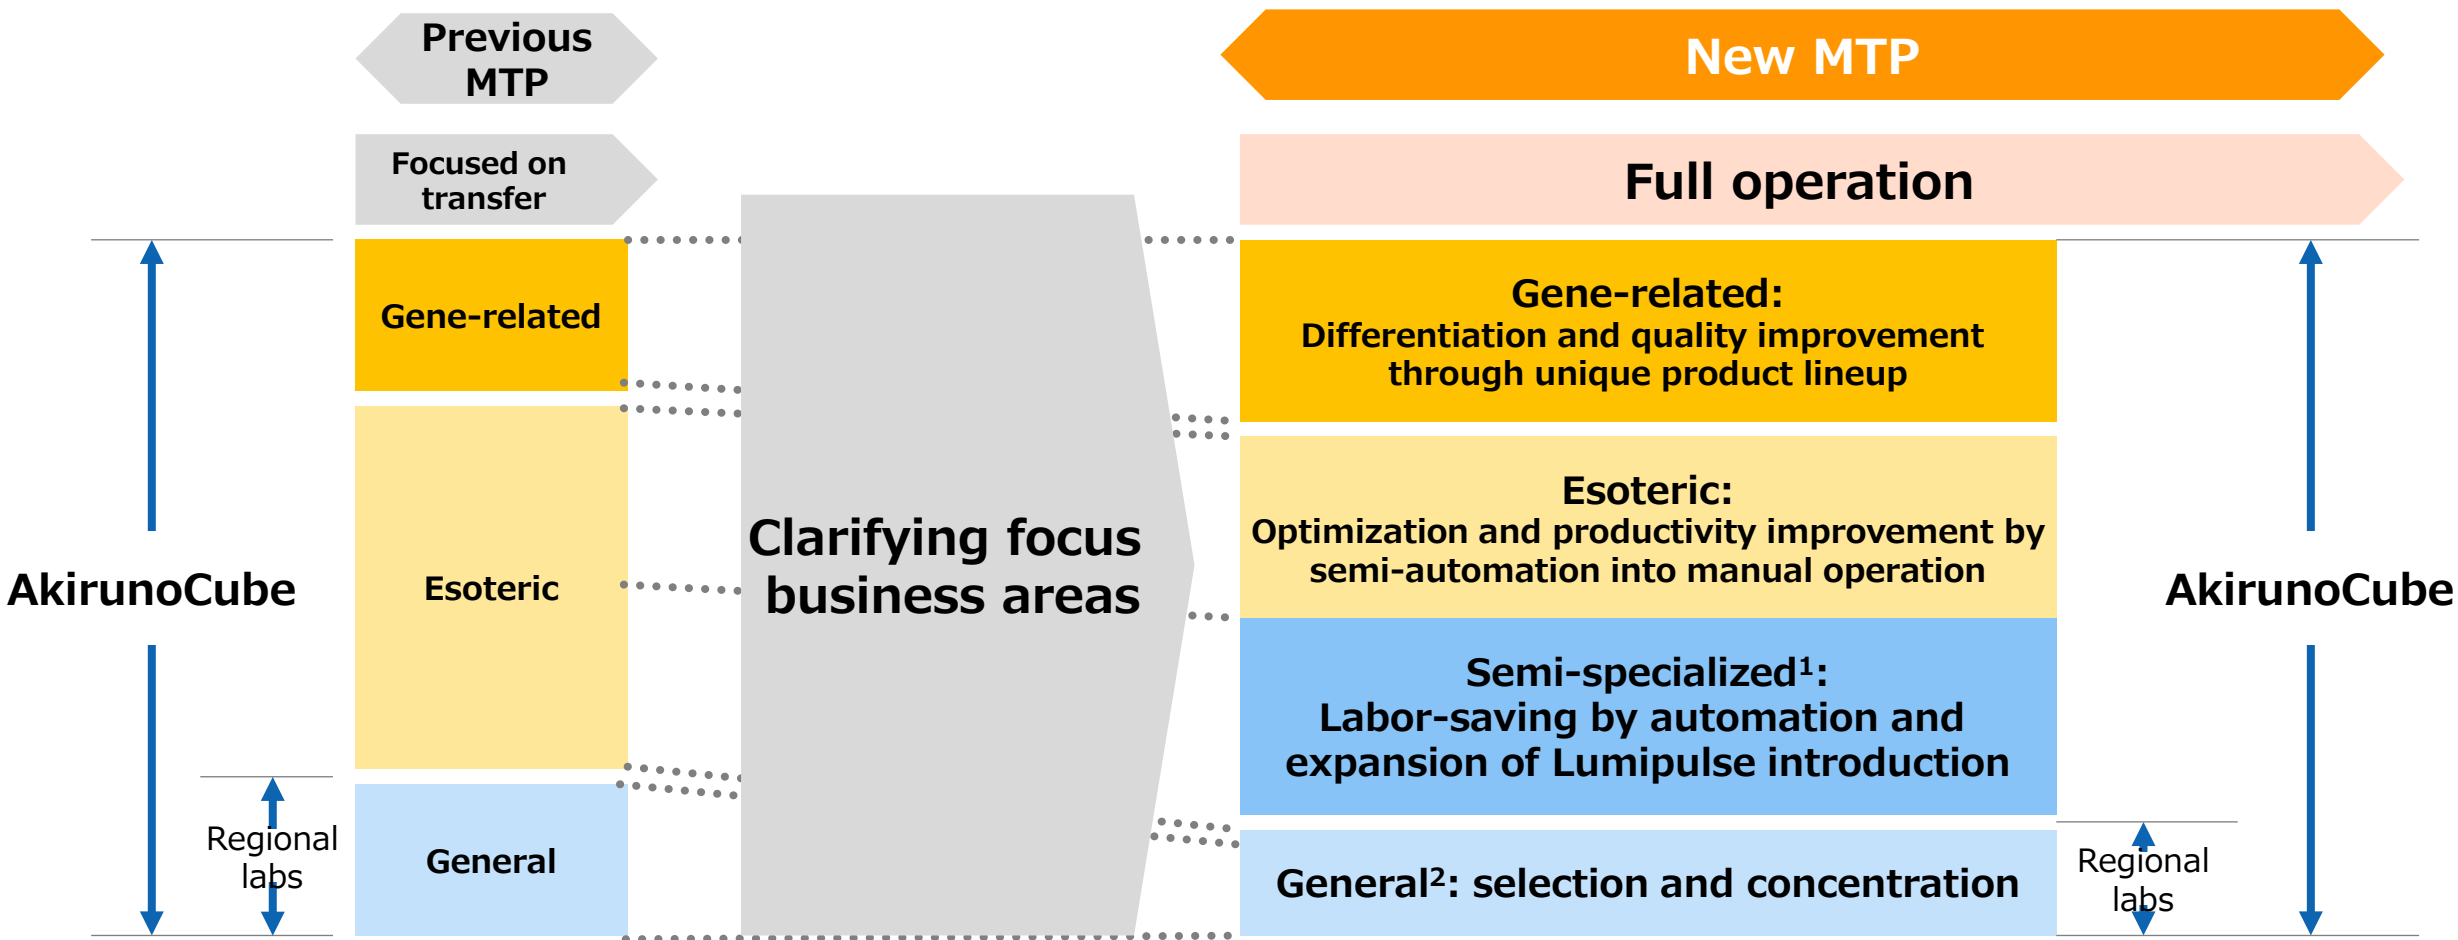 Previous
MTP
New MTP
Focused on
transfer
Full operation
AkirunoCube
Regional
labs
Gene-related
Esoteric
General
Clarifying focus
business areas
Gene-related:
Differentiation and quality improvement
through unique product lineup
Esoteric:
Optimization and productivity improvement by
semi-automation into manual operation
Semi-specialized¹:
Labor-saving by automation and
expansion of Lumipulse introduction
General²: selection and concentration
AkirunoCube
Regional
labs